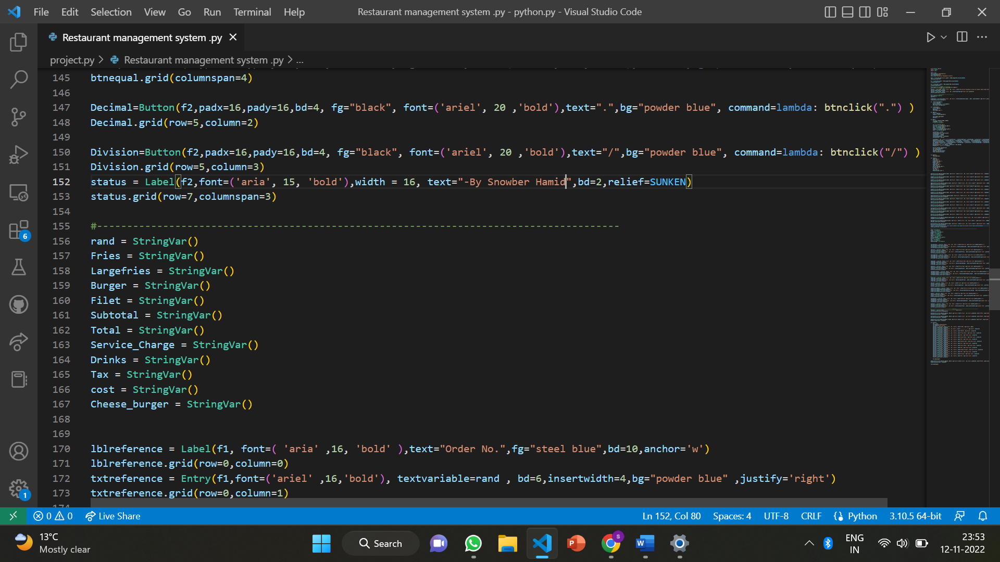 File Edit Selection View Go Run Terminal Help Restaurant management system .py - python.py - Visual Studio Code
Restaurant management system .py
project.py > Restaurant management system .py > ...
145 btnequal.grid(columnspan=4)
146
147 Decimal=Button(f2,padx=16,pady=16,bd=4, fg="black", font=('ariel', 20 ,'bold'),text=".",bg="powder blue", command=lambda: btnclick(".") )
148 Decimal.grid(row=5,column=2)
149
150 Division=Button(f2,padx=16,pady=16,bd=4, fg="black", font=('ariel', 20 ,'bold'),text="/",bg="powder blue", command=lambda: btnclick("/") )
151 Division.grid(row=5,column=3)
152 status = Label(f2,font=('aria', 15, 'bold'),width = 16, text="-By Snowber Hamid",bd=2,relief=SUNKEN)
153 status.grid(row=7,columnspan=3)
154
155 #--------------------------------------------------------------------------------------
156 rand = StringVar()
157 Fries = StringVar()
158 Largefries = StringVar()
159 Burger = StringVar()
160 Filet = StringVar()
161 Subtotal = StringVar()
162 Total = StringVar()
163 Service_Charge = StringVar()
164 Drinks = StringVar()
165 Tax = StringVar()
166 cost = StringVar()
167 Cheese_burger = StringVar()
168
169
170 lblreference = Label(f1, font=( 'aria' ,16, 'bold' ),text="Order No.",fg="steel blue",bd=10,anchor='w')
171 lblreference.grid(row=0,column=0)
172 txtreference = Entry(f1,font=('ariel' ,16,'bold'), textvariable=rand , bd=6,insertwidth=4,bg="powder blue" ,justify='right')
173 txtreference.grid(row=0,column=1)
6
1
0 0 Live Share Ln 152, Col 80 Spaces: 4 UTF-8 CRLF Python 3.10.5 64-bit
13°C
Mostly clear
Search
ENG
IN
23:53
12-11-2022